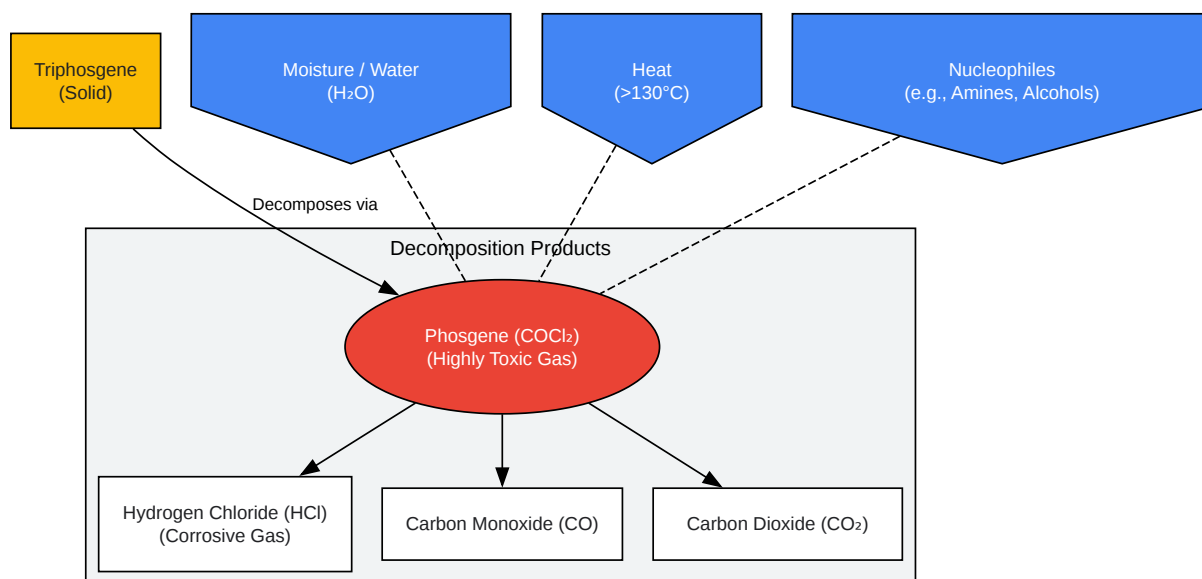 Triphosgene
(Solid)
Moisture / Water
(H₂O)
Heat
(>130°C)
Nucleophiles
(e.g., Amines, Alcohols)
Decomposes via
Decomposition Products
Phosgene (COCl₂)
(Highly Toxic Gas)
Hydrogen Chloride (HCl)
(Corrosive Gas)
Carbon Monoxide (CO)
Carbon Dioxide (CO₂)